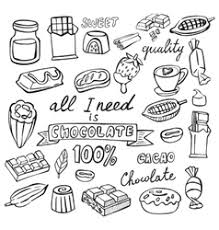 SWEET
quality
all I need
is
CHOCOLATE
100%
CACAO
Chocolate